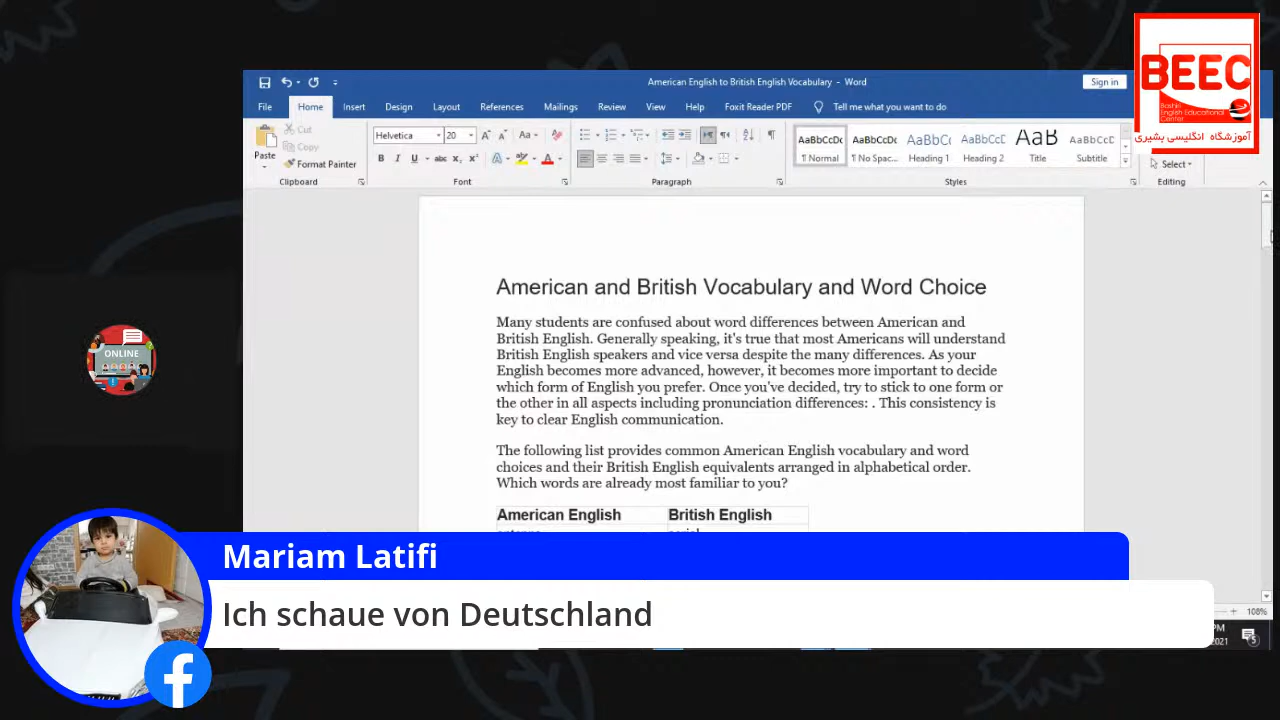 American English to British English Vocabulary - Word
Sign in
BEEC
Bashiri
English Educational
Center
آموزشگاه انگلیسی بشیری
File Home Insert Design Layout References Mailings Review View Help Foxit Reader PDF Tell me what you want to do
Paste
Cut
Copy
Format Painter
Helvetica 20
AaBbCcDc AaBbCcDc AaBbC( AaBbCcC AaB AaBbCcD
¶ Normal ¶ No Spac... Heading 1 Heading 2 Title Subtitle
Select
Clipboard Font Paragraph Styles Editing
American and British Vocabulary and Word Choice
Many students are confused about word differences between American and
British English. Generally speaking, it's true that most Americans will understand
British English speakers and vice versa despite the many differences. As your
English becomes more advanced, however, it becomes more important to decide
which form of English you prefer. Once you've decided, try to stick to one form or
the other in all aspects including pronunciation differences: . This consistency is
key to clear English communication.
The following list provides common American English vocabulary and word
choices and their British English equivalents arranged in alphabetical order.
Which words are already most familiar to you?
American English British English
ONLINE
Mariam Latifi
Ich schaue von Deutschland
108%
PM
2021
5